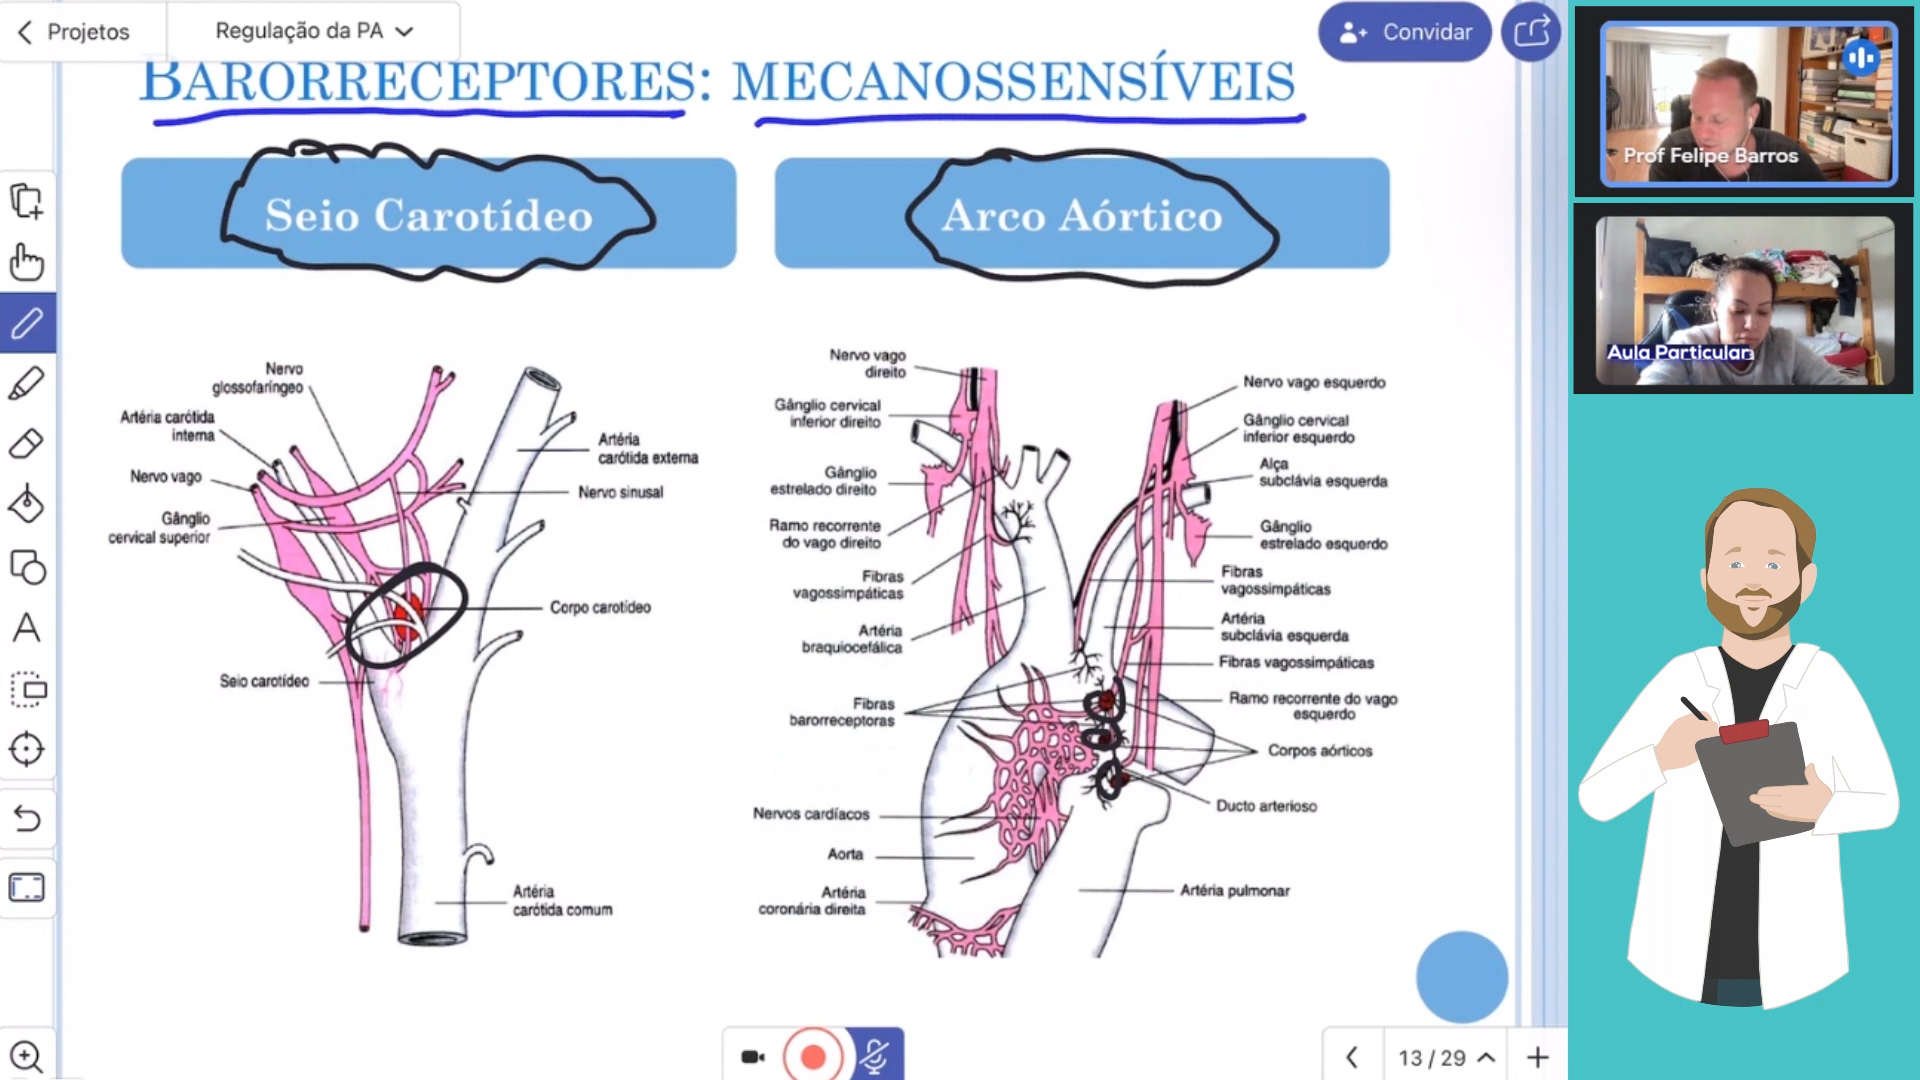 Projetos
Regulação da PA
Convidar
BARORRECEPTORES: MECANOSSENSÍVEIS
Seio Carotídeo
Arco Aórtico
Nervo
glossofaríngeo
Artéria carótida
interna
Nervo vago
Gânglio
cervical superior
Seio carotídeo
Artéria
carótida externa
Nervo sinusal
Corpo carotídeo
Artéria
carótida comum
Nervo vago
direito
Gânglio cervical
inferior direito
Gânglio
estrelado direito
Ramo recorrente
do vago direito
Fibras
vagossimpáticas
Artéria
braquiocefálica
Fibras
barorreceptoras
Nervos cardíacos
Aorta
Artéria
coronária direita
Nervo vago esquerdo
Gânglio cervical
inferior esquerdo
Alça
subclávia esquerda
Gânglio
estrelado esquerdo
Fibras
vagossimpáticas
Artéria
subclávia esquerda
Fibras vagossimpáticas
Ramo recorrente do vago
esquerdo
Corpos aórticos
Ducto arterioso
Artéria pulmonar
13 / 29
Prof Felipe Barros
Aula Particular